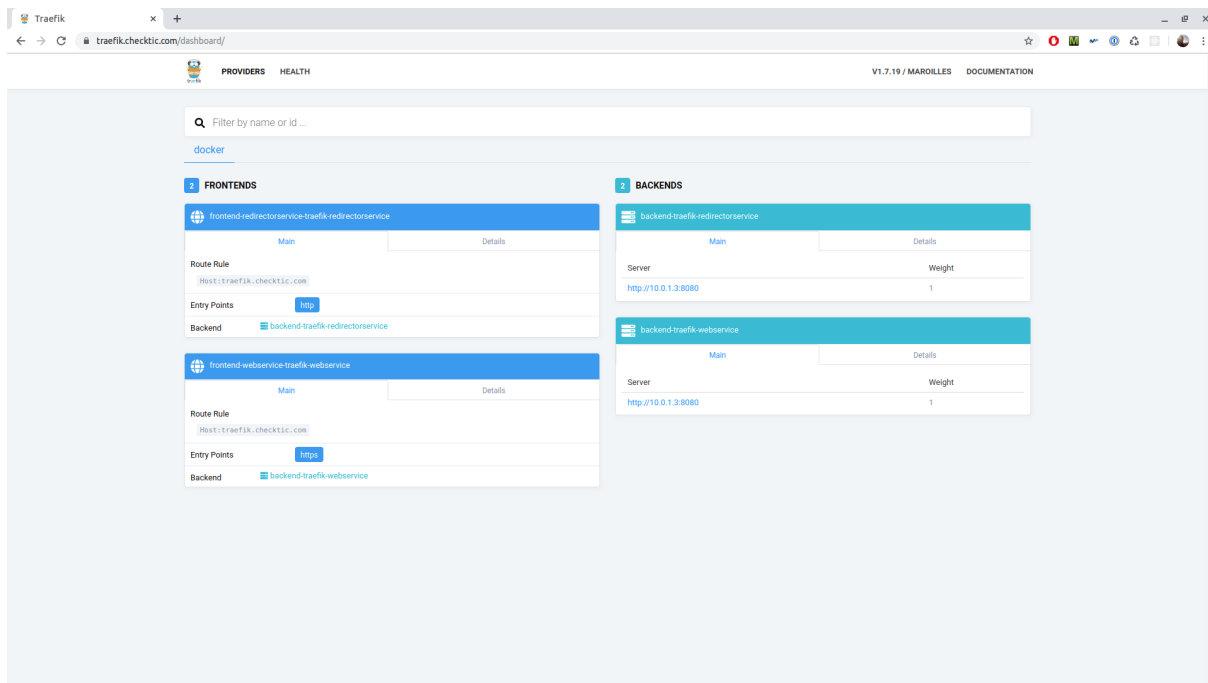 Traefik
traefik.checktic.com/dashboard/
træfik
PROVIDERS HEALTH
V1.7.19 / MAROILLES DOCUMENTATION
Filter by name or id ...
docker
2 FRONTENDS
frontend-redirectorservice-traefik-redirectorservice
Main Details
Route Rule
Host:traefik.checktic.com
Entry Points http
Backend backend-traefik-redirectorservice
frontend-webservice-traefik-webservice
Main Details
Route Rule
Host:traefik.checktic.com
Entry Points https
Backend backend-traefik-webservice
2 BACKENDS
backend-traefik-redirectorservice
Main Details
Server Weight
http://10.0.1.3:8080 1
backend-traefik-webservice
Main Details
Server Weight
http://10.0.1.3:8080 1